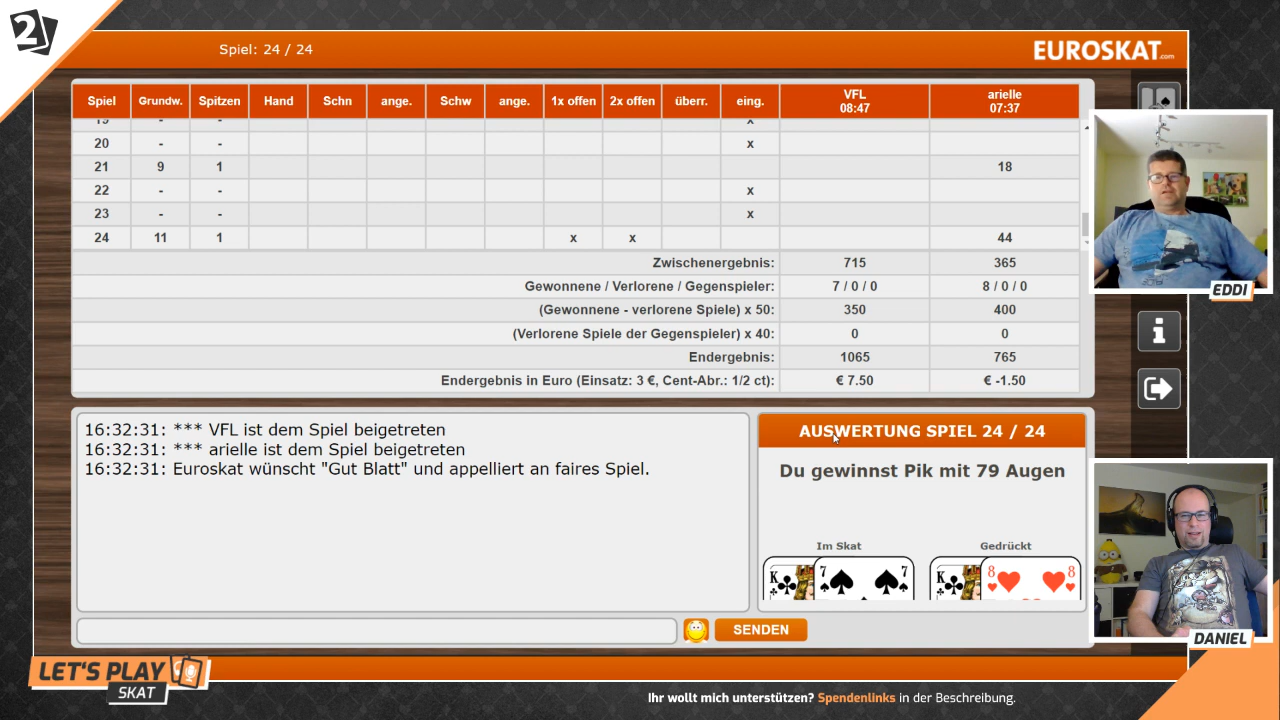 2
Spiel: 24 / 24
EUROSKAT.com
Spiel Grundw. Spitzen Hand Schn ange. Schw ange. 1x offen 2x offen überr. eing. VFL 08:47 arielle 07:37
19 - - x
20 - - x
21 9 1 18
22 - - x
23 - - x
24 11 1 x x 44
Zwischenergebnis: 715 365
Gewonnene / Verlorene / Gegenspieler: 7 / 0 / 0 8 / 0 / 0
(Gewonnene - verlorene Spiele) x 50: 350 400
(Verlorene Spiele der Gegenspieler) x 40: 0 0
Endergebnis: 1065 765
Endergebnis in Euro (Einsatz: 3 €, Cent-Abr.: 1/2 ct): € 7.50 € -1.50
EDDI
16:32:31: *** VFL ist dem Spiel beigetreten
16:32:31: *** arielle ist dem Spiel beigetreten
16:32:31: Euroskat wünscht "Gut Blatt" und appelliert an faires Spiel.
AUSWERTUNG SPIEL 24 / 24
Du gewinnst Pik mit 79 Augen
Im Skat Gedrückt
K 7 7 K 8 8
SENDEN
DANIEL
LET'S PLAY
SKAT
Ihr wollt mich unterstützen? Spendenlinks in der Beschreibung.